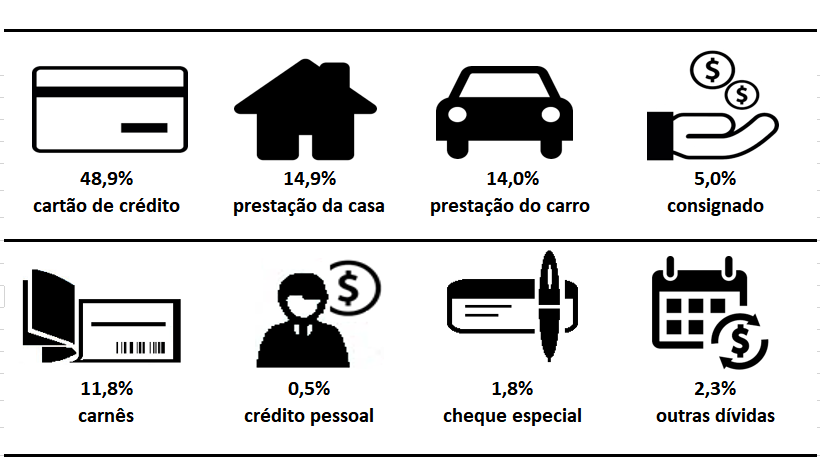 48,9% 14,9% 14,0% 5,0%
cartão de crédito prestação da casa prestação do carro consignado
11,8% 0,5% 1,8% 2,3%
carnês crédito pessoal cheque especial outras dívidas